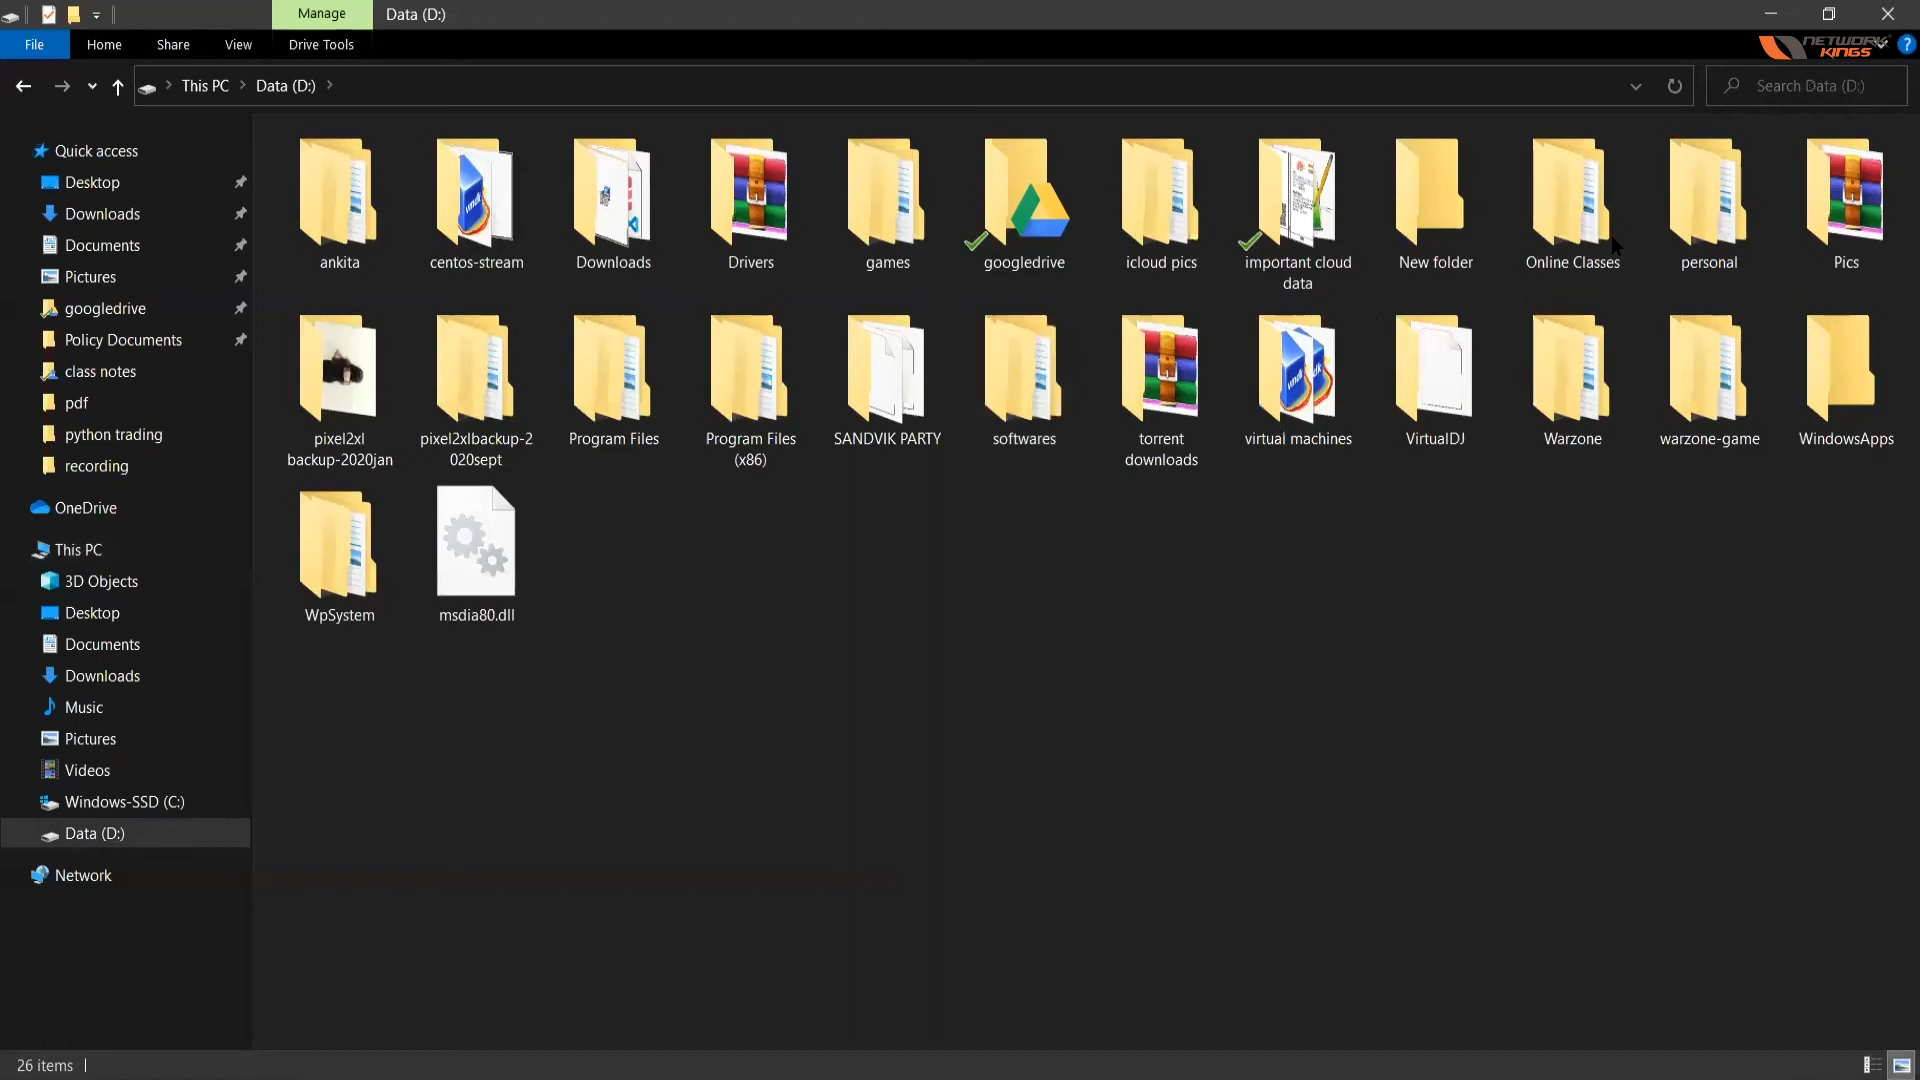 Manage
Data (D:)
File
Home
Share
View
Drive Tools
NETWORK
KINGS
This PC
Data (D:)
Search Data (D:)
Quick access
Desktop
Downloads
Documents
Pictures
googledrive
Policy Documents
class notes
pdf
python trading
recording
OneDrive
This PC
3D Objects
Desktop
Documents
Downloads
Music
Pictures
Videos
Windows-SSD (C:)
Data (D:)
Network
ankita
centos-stream
Downloads
Drivers
games
googledrive
icloud pics
important cloud
data
New folder
Online Classes
personal
Pics
pixel2xl
backup-2020jan
pixel2xlbackup-2
020sept
Program Files
Program Files
(x86)
SANDVIK PARTY
softwares
torrent
downloads
virtual machines
VirtualDJ
Warzone
warzone-game
WindowsApps
WpSystem
msdia80.dll
26 items